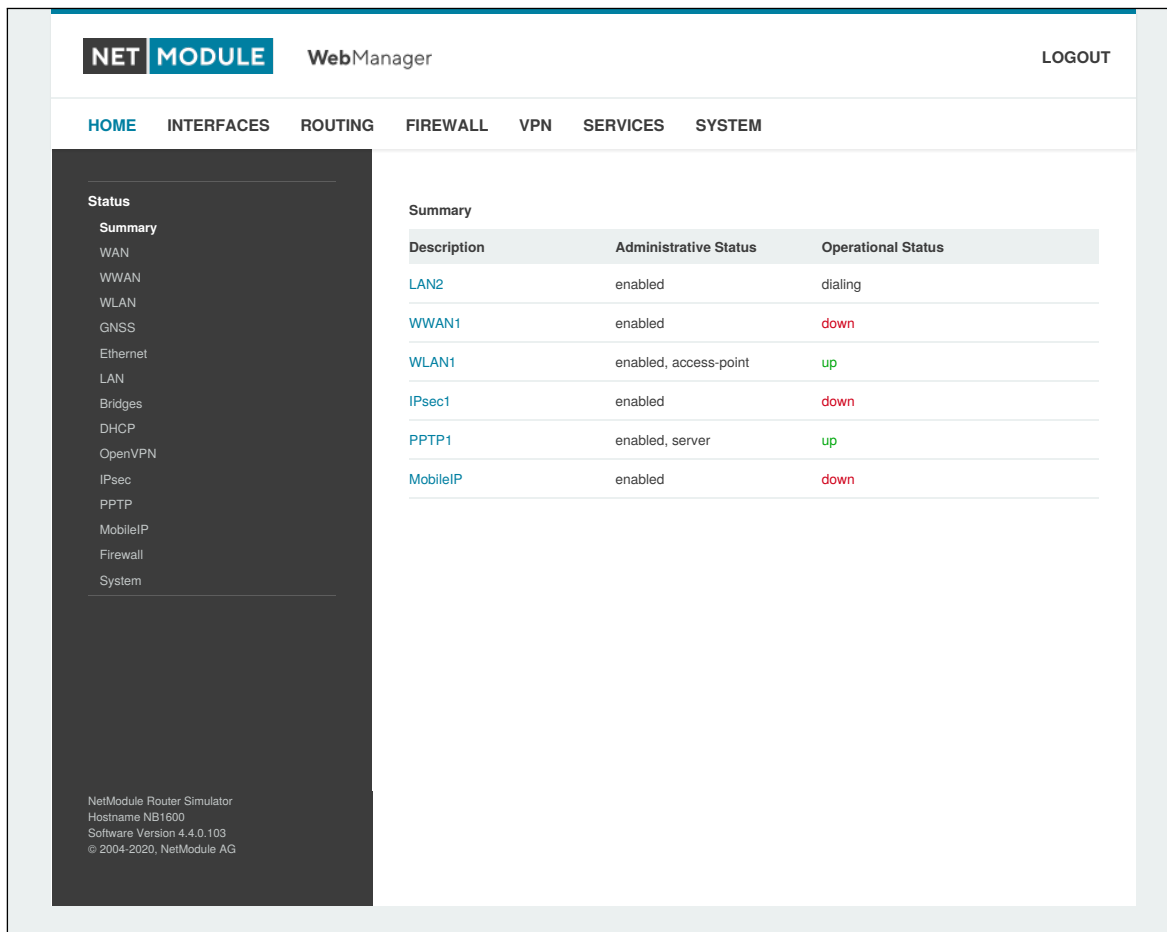 NET MODULE WebManager LOGOUT
HOME INTERFACES ROUTING FIREWALL VPN SERVICES SYSTEM
Status
Summary
WAN
WWAN
WLAN
GNSS
Ethernet
LAN
Bridges
DHCP
OpenVPN
IPsec
PPTP
MobileIP
Firewall
System
NetModule Router Simulator
Hostname NB1600
Software Version 4.4.0.103
© 2004-2020, NetModule AG
Summary
Description Administrative Status Operational Status
LAN2 enabled dialing
WWAN1 enabled down
WLAN1 enabled, access-point up
IPsec1 enabled down
PPTP1 enabled, server up
MobileIP enabled down